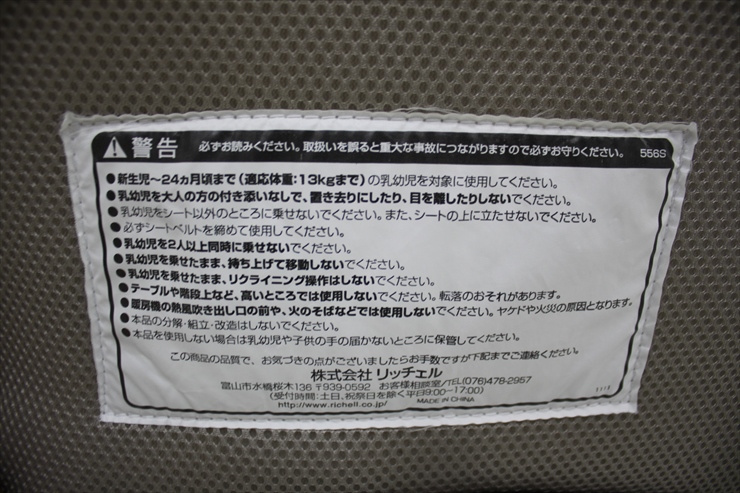 警告 必ずお読みください。取扱いを誤ると重大な事故につながりますので必ずお守りください。 556S
●新生児～24ヵ月頃まで(適応体重:13kgまで)の乳幼児を対象に使用してください。
●乳幼児を大人の方の付き添いなしで、置き去りにしたり、目を離したりしないでください。
●乳幼児をシート以外のところに乗せないでください。また、シートの上に立たせないでください。
●必ずシートベルトを締めて使用してください。
●乳幼児を2人以上同時に乗せないでください。
●乳幼児を乗せたまま、持ち上げて移動しないでください。
●乳幼児を乗せたまま、リクライニング操作はしないでください。
●テーブルや階段上など、高いところでは使用しないでください。転落のおそれがあります。
●暖房機の熱風吹き出し口の前や、火のそばなどでは使用しないでください。ヤケドや火災の原因となります。
●本品の分解・組立・改造はしないでください。
●本品を使用しない場合は乳幼児や子供の手の届かないところに保管してください。
この商品の品質で、お気づきの点がございましたらお手数ですが下記までご連絡ください。
株式会社 リッチェル
富山市水橋桜木136 〒939-0592 お客様相談室/TEL(076)478-2957
(受付時間:土日、祝祭日を除く平日9:00~17:00)
http://www.richell.co.jp/ MADE IN CHINA